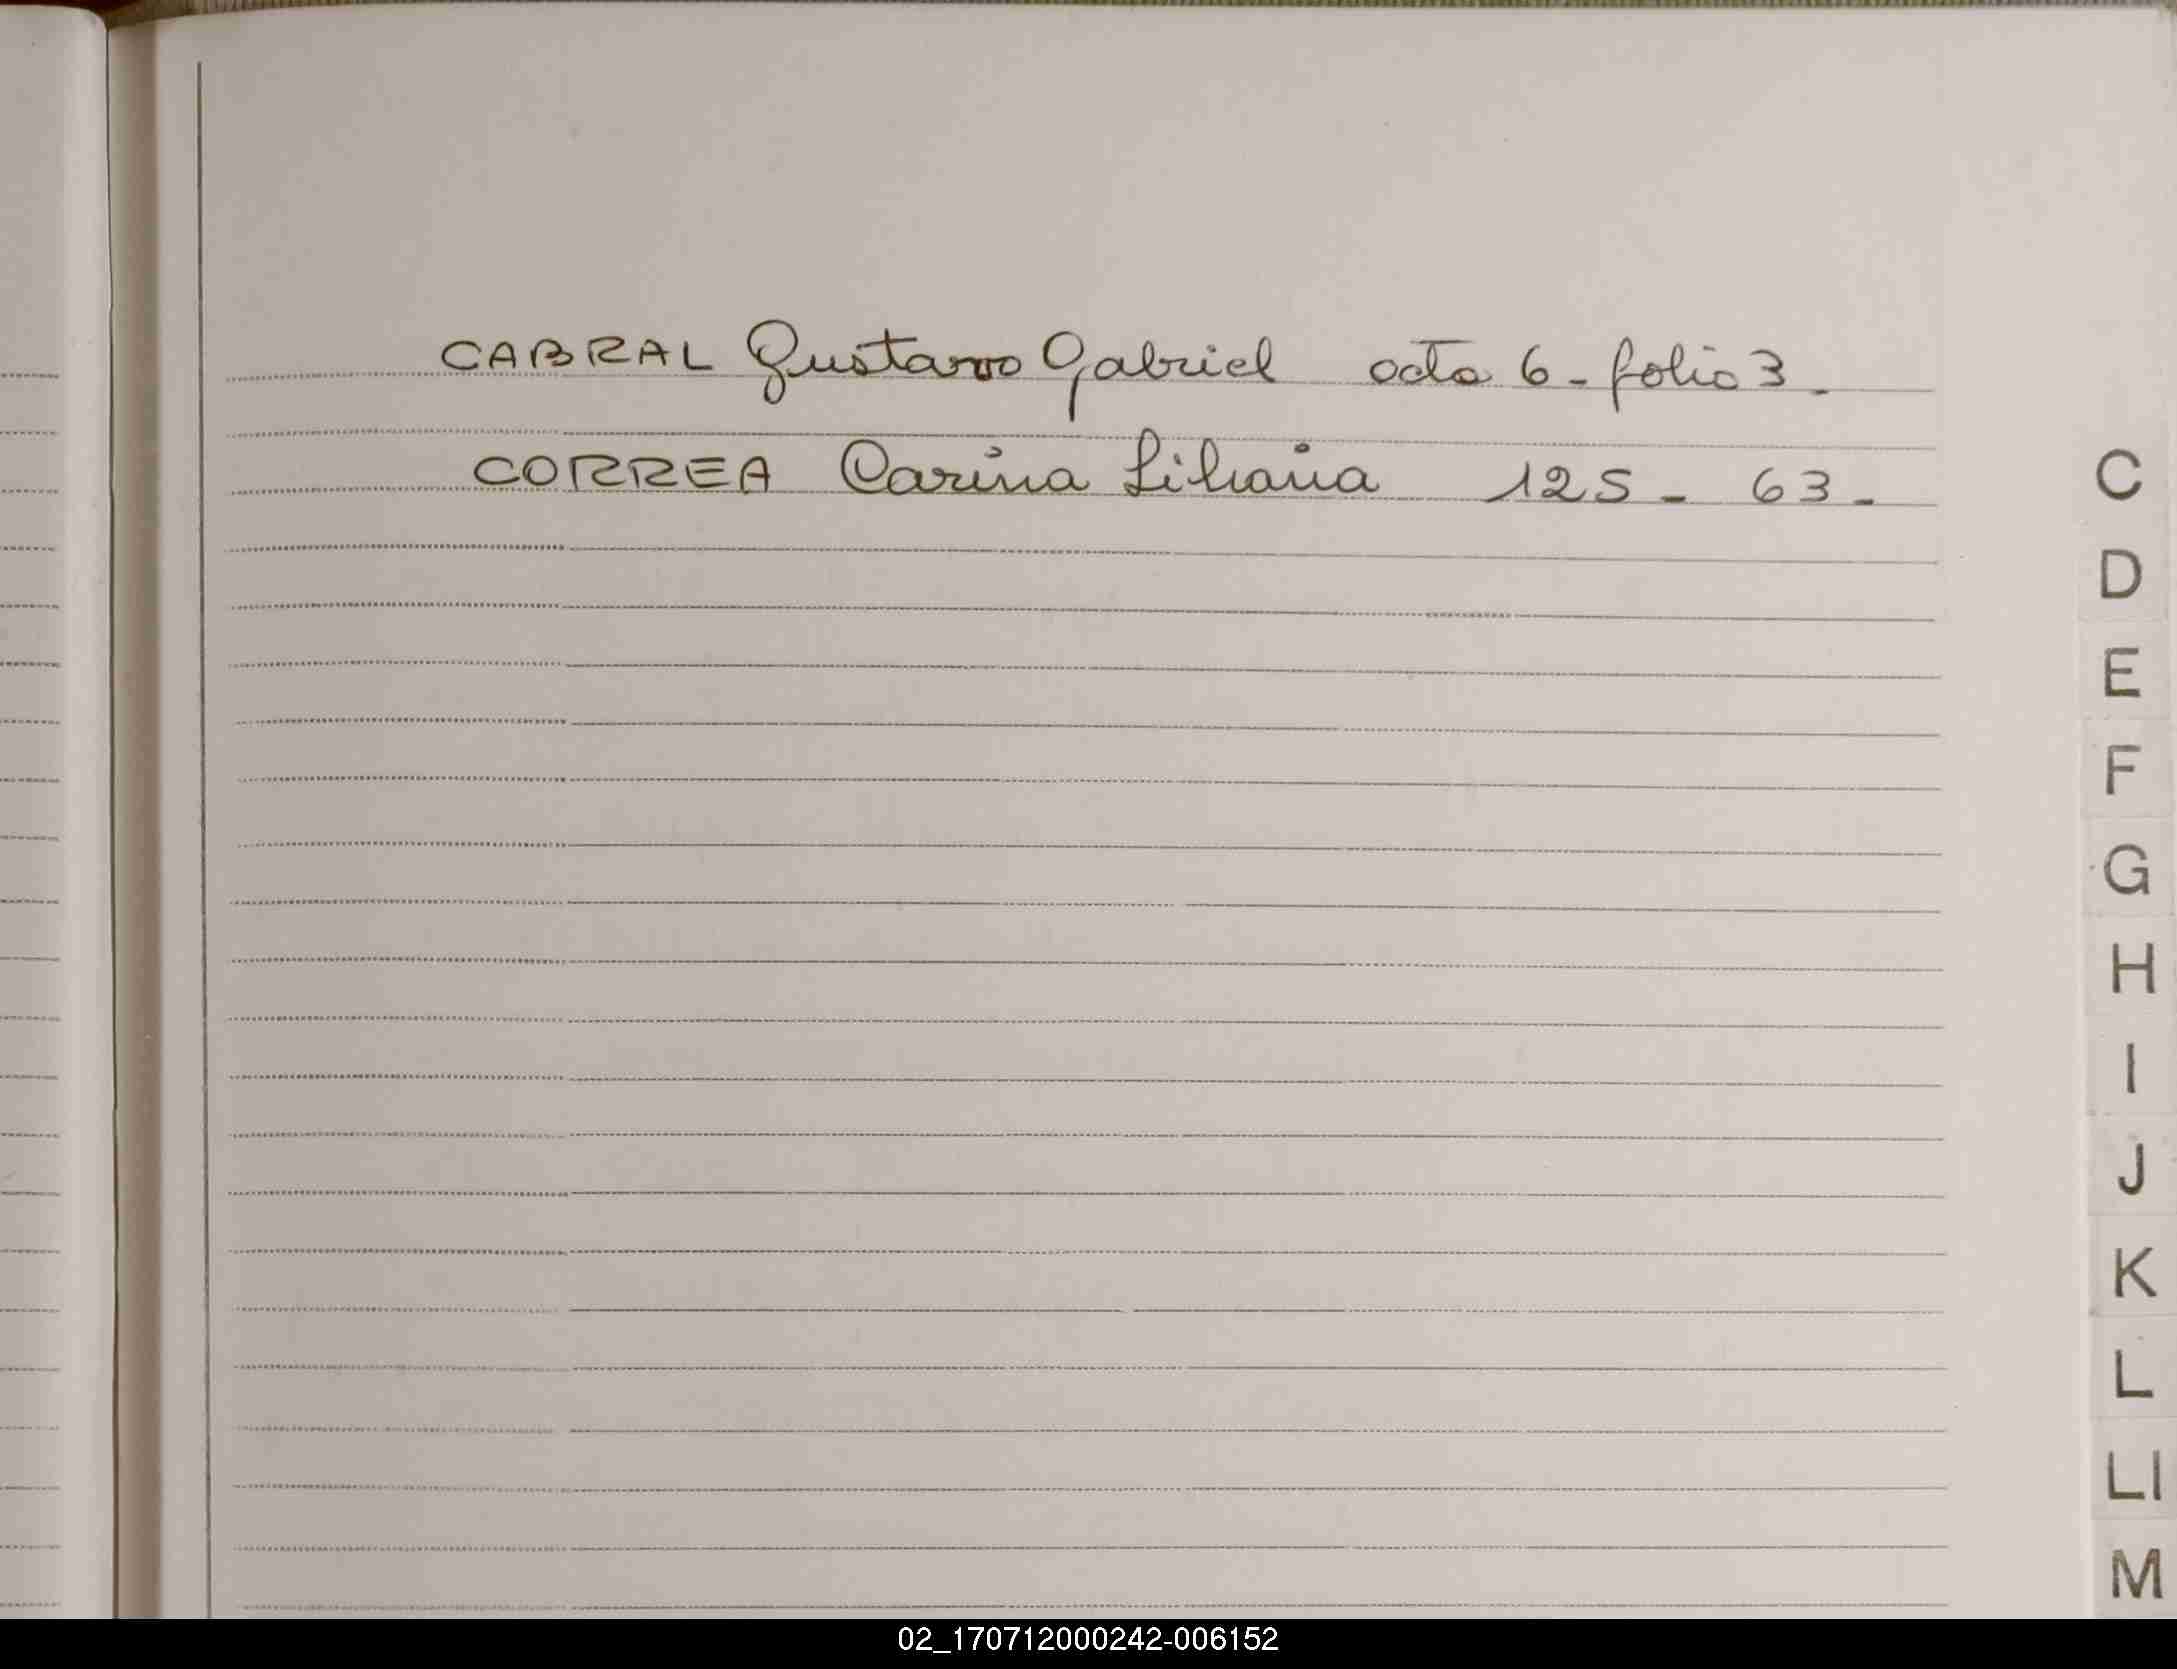 CABRAL Gustavo Gabriel acta 6 - folio 3 -
CORREA Carina Liliana 125 - 63 -
C
D
E
F
G
H
I
J
K
L
Ll
M
02_170712000242-006152